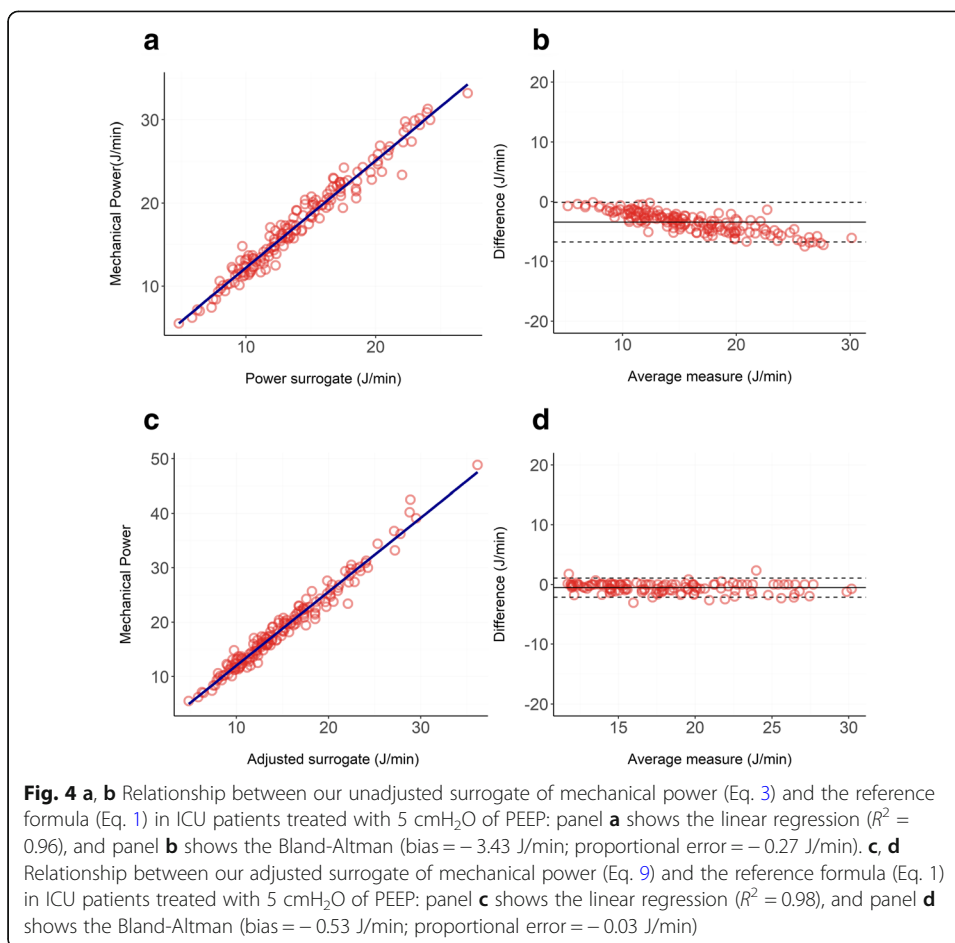 a
b
30
20
10
Mechanical Power(J/min)
10
20
Power surrogate (J/min)
20
10
0
-10
-20
Difference (J/min)
10
20
30
Average measure (J/min)
c
d
50
40
30
20
10
Mechanical Power
10
20
30
Adjusted surrogate (J/min)
20
10
0
-10
-20
Difference (J/min)
15
20
25
30
Average measure (J/min)
Fig. 4 a, b Relationship between our unadjusted surrogate of mechanical power (Eq. 3) and the reference
formula (Eq. 1) in ICU patients treated with 5 cmH₂O of PEEP: panel a shows the linear regression (R² =
0.96), and panel b shows the Bland-Altman (bias = − 3.43 J/min; proportional error = − 0.27 J/min). c, d
Relationship between our adjusted surrogate of mechanical power (Eq. 9) and the reference formula (Eq. 1)
in ICU patients treated with 5 cmH₂O of PEEP: panel c shows the linear regression (R² = 0.98), and panel d
shows the Bland-Altman (bias = − 0.53 J/min; proportional error = − 0.03 J/min)